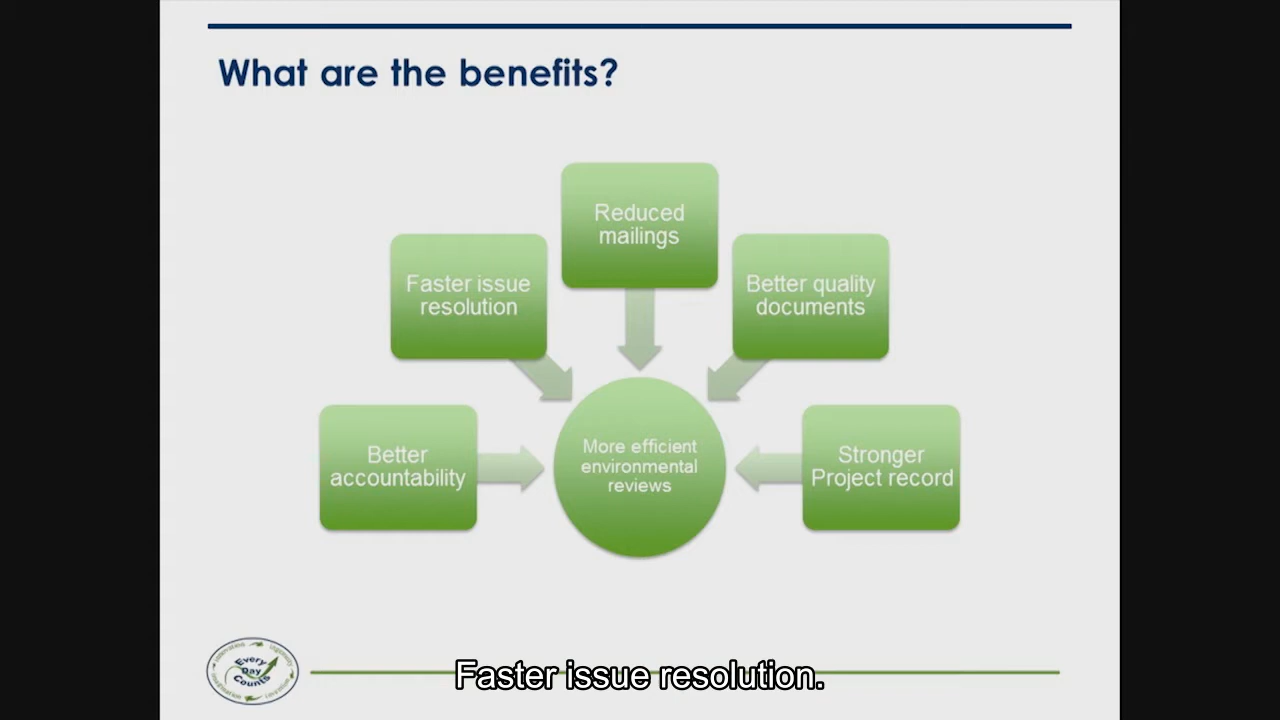 What are the benefits?
Reduced
mailings
Faster issue
resolution
Better quality
documents
Better
accountability
More efficient
environmental
reviews
Stronger
Project record
Every
Day
Counts
Faster issue resolution.